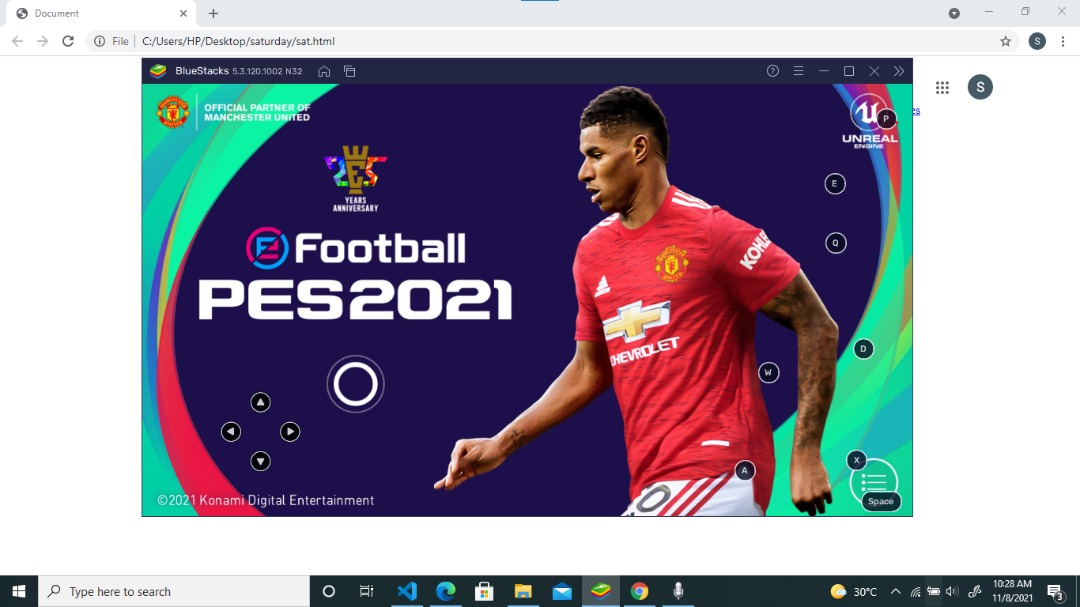 Document
File
C:/Users/HP/Desktop/saturday/sat.html
S
BlueStacks 5.3.120.1002 N32
S
OFFICIAL PARTNER OF
MANCHESTER UNITED
UNREAL
ENGINE
P
25
YEARS
ANNIVERSARY
E
Q
eFootball
PES2021
KOHLER
CHEVROLET
D
W
A
X
Space
©2021 Konami Digital Entertainment
Type here to search
30°C
10:28 AM
11/8/2021
3